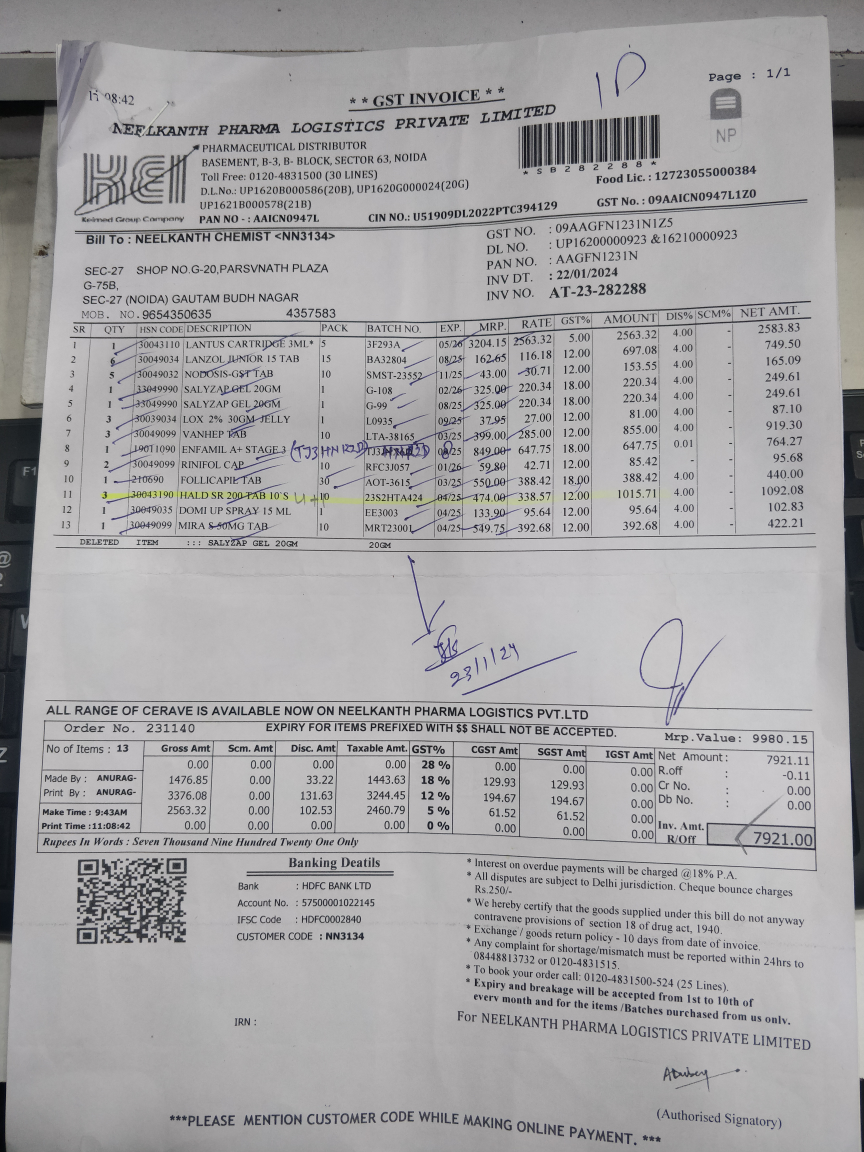 11:08:42
* * GST INVOICE * *
1D
Page : 1/1
NEELKANTH PHARMA LOGISTICS PRIVATE LIMITED
NP
KEI
Keimed Group Company
PHARMACEUTICAL DISTRIBUTOR
BASEMENT, B-3, B- BLOCK, SECTOR 63, NOIDA
Toll Free: 0120-4831500 (30 LINES)
D.L.No.: UP1620B000586(20B), UP1620G000024(20G)
UP1621B000578(21B)
PAN NO - : AAICN0947L
CIN NO.: U51909DL2022PTC394129
*SB282288*
Food Lic. : 12723055000384
GST No. : 09AAICN0947L1Z0
Bill To : NEELKANTH CHEMIST <NN3134>
SEC-27 SHOP NO.G-20,PARSVNATH PLAZA
G-75B,
SEC-27 (NOIDA) GAUTAM BUDH NAGAR
MOB. NO.9654350635 4357583
GST NO. : 09AAGFN1231N1Z5
DL NO. : UP16200000923 &16210000923
PAN NO. : AAGFN1231N
INV DT. : 22/01/2024
INV NO. AT-23-282288
SR QTY HSN CODE DESCRIPTION PACK BATCH NO. EXP. MRP. RATE GST% AMOUNT DIS% SCM% NET AMT.
1 1 30043110 LANTUS CARTRIDGE 3ML* 5 3F293A 05/26 3204.15 2563.32 5.00 2563.32 4.00 - 2583.83
2 6 30049034 LANZOL JUNIOR 15 TAB 15 BA32804 08/25 162.65 116.18 12.00 697.08 4.00 - 749.50
3 5 30049032 NODOSIS-GST TAB 10 SMST-23552 11/25 43.00 30.71 12.00 153.55 4.00 - 165.09
4 1 33049990 SALYZAP GEL 20GM 1 G-108 02/26 325.00 220.34 18.00 220.34 4.00 - 249.61
5 1 33049990 SALYZAP GEL 20GM 1 G-99 08/25 325.00 220.34 18.00 220.34 4.00 - 249.61
6 3 30039034 LOX 2% 30GM JELLY 1 L0935 09/25 37.95 27.00 12.00 81.00 4.00 - 87.10
7 3 30049099 VANHEP TAB 10 LTA-38165 03/25 399.00 285.00 12.00 855.00 4.00 - 919.30
8 1 19011090 ENFAMIL A+ STAGE 3 (TJ3HNRZD) 8 849.00 647.75 18.00 647.75 0.01 - 764.27
9 2 30049099 RINIFOL CAP 10 RFC3J057 01/26 59.80 42.71 12.00 85.42 - - 95.68
10 1 210690 FOLLICAPIL TAB 30 AOT-3615 03/25 550.00 388.42 18.00 388.42 4.00 - 440.00
11 3 30043190 HALD SR 200 TAB 10`S 10 23S2HTA424 04/25 474.00 338.57 12.00 1015.71 4.00 - 1092.08
12 1 30049035 DOMI UP SPRAY 15 ML 1 EE3003 04/25 133.90 95.64 12.00 95.64 4.00 - 102.83
13 1 30049099 MIRA S 50MG TAB 10 MRT23001 04/25 549.75 392.68 12.00 392.68 4.00 - 422.21
DELETED ITEM ::: SALYZAP GEL 20GM 20GM
23/1/24
ALL RANGE OF CERAVE IS AVAILABLE NOW ON NEELKANTH PHARMA LOGISTICS PVT.LTD
Order No. 231140 EXPIRY FOR ITEMS PREFIXED WITH $$ SHALL NOT BE ACCEPTED. Mrp.Value: 9980.15
No of Items : 13 Gross Amt Scm. Amt Disc. Amt Taxable Amt. GST% CGST Amt SGST Amt IGST Amt Net Amount: 7921.11
0.00 0.00 0.00 0.00 28 % 0.00 0.00 0.00 R.off : -0.11
Made By : ANURAG- 1476.85 0.00 33.22 1443.63 18 % 129.93 129.93 0.00 Cr No. : 0.00
Print By : ANURAG- 3376.08 0.00 131.63 3244.45 12 % 194.67 194.67 0.00 Db No. : 0.00
Make Time : 9:43AM 2563.32 0.00 102.53 2460.79 5 % 61.52 61.52 0.00
Print Time :11:08:42 0.00 0.00 0.00 0.00 0 % 0.00 0.00 0.00 Inv. Amt. R/Off 7921.00
Rupees In Words : Seven Thousand Nine Hundred Twenty One Only
Banking Deatils
Bank : HDFC BANK LTD
Account No. : 57500001022145
IFSC Code : HDFC0002840
CUSTOMER CODE : NN3134
* Interest on overdue payments will be charged @18% P.A.
* All disputes are subject to Delhi jurisdiction. Cheque bounce charges
Rs.250/-
* We hereby certify that the goods supplied under this bill do not anyway
contravene provisions of section 18 of drug act, 1940.
* Exchange / goods return policy - 10 days from date of invoice.
* Any complaint for shortage/mismatch must be reported within 24hrs to
08448813732 or 0120-4831515.
* To book your order call: 0120-4831500-524 (25 Lines).
* Expiry and breakage will be accepted from 1st to 10th of
every month and for the items /Batches purchased from us only.
IRN :
For NEELKANTH PHARMA LOGISTICS PRIVATE LIMITED
ADubey
(Authorised Signatory)
***PLEASE MENTION CUSTOMER CODE WHILE MAKING ONLINE PAYMENT. ***